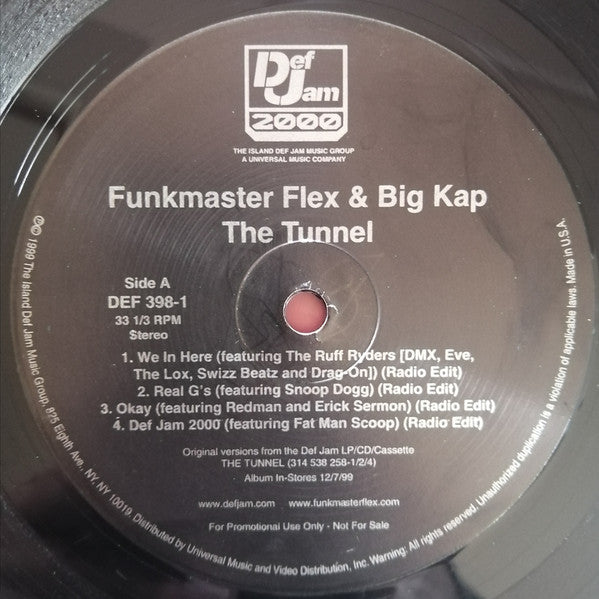 Def
Jam
2000
THE ISLAND DEF JAM MUSIC GROUP
A UNIVERSAL MUSIC COMPANY
Funkmaster Flex & Big Kap
The Tunnel
Side A
DEF 398-1
33 1/3 RPM
Stereo
1. We In Here (featuring The Ruff Ryders [DMX, Eve,
The Lox, Swizz Beatz and Drag-On]) (Radio Edit)
2. Real G's (featuring Snoop Dogg) (Radio Edit)
3. Okay (featuring Redman and Erick Sermon) (Radio Edit)
4. Def Jam 2000 (featuring Fat Man Scoop) (Radio Edit)
Original versions from the Def Jam LP/CD/Cassette
THE TUNNEL (314 538 258-1/2/4)
Album In-Stores 12/7/99
www.defjam.com www.funkmasterflex.com
For Promotional Use Only - Not For Sale
℗© 1999 The Island Def Jam Music Group, 825 Eighth Ave., NY, NY 10019. Distributed by Universal Music and Video Distribution, Inc. Warning: All rights reserved. Unauthorized duplication is a violation of applicable laws. Made in U.S.A.